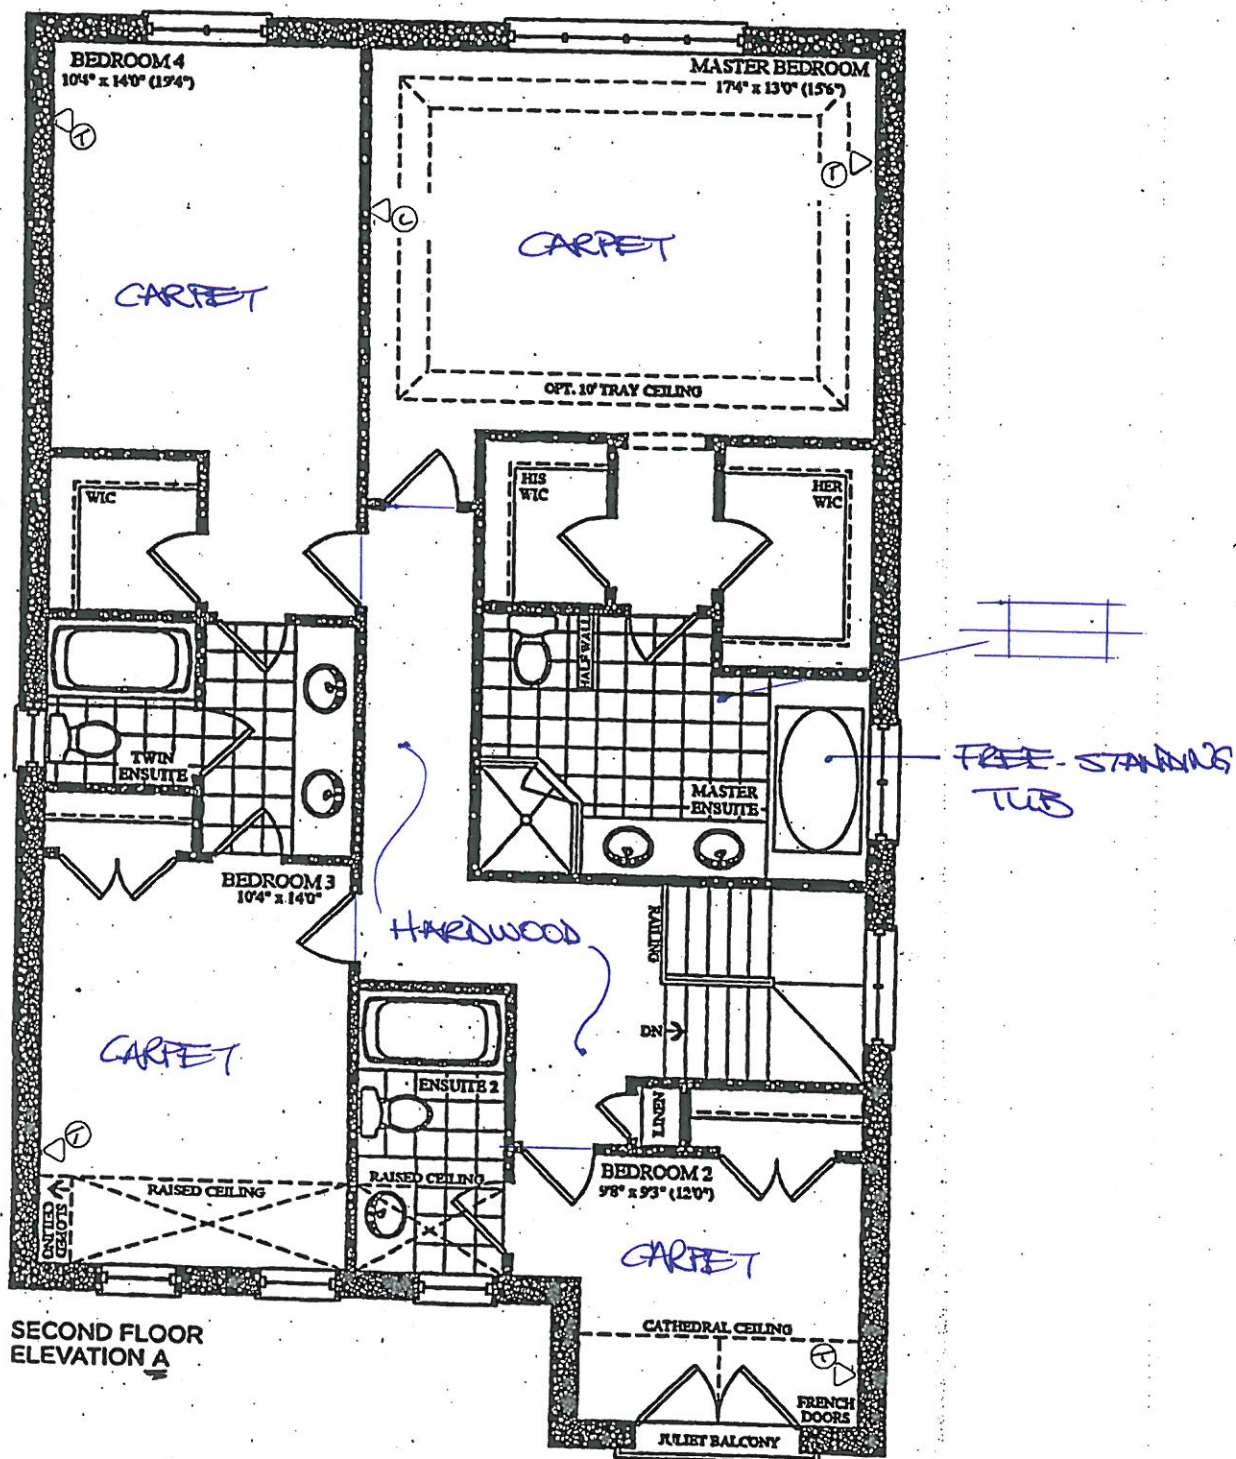 BEDROOM 4
10'4" x 14'0" (19'4")
MASTER BEDROOM
17'4" x 13'0" (15'6")
T
T
C
CARPET
CARPET
OPT. 10' TRAY CEILING
WIC
HIS
WIC
HER
WIC
HALF WALL
TWIN
ENSUITE
MASTER
ENSUITE
FREE-STANDING
TUB
BEDROOM 3
10'4" x 14'0"
HARDWOOD
RAILING
DN
CARPET
ENSUITE 2
LINEN
T
RAISED CEILING
RAISED CEILING
SLOPED
CEILING
BEDROOM 2
9'8" x 9'3" (12'0")
CARPET
CATHEDRAL CEILING
T
FRENCH
DOORS
JULIET BALCONY
SECOND FLOOR
ELEVATION A